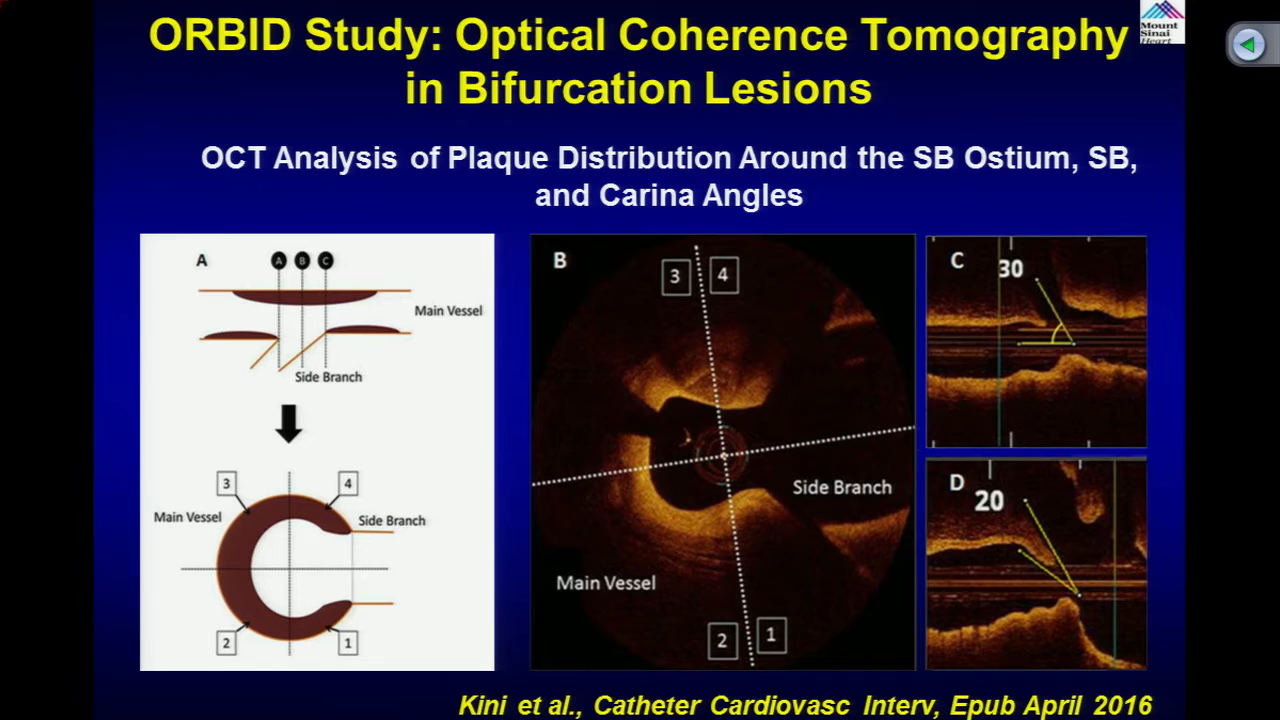 ORBID Study: Optical Coherence Tomography
in Bifurcation Lesions
Mount
Sinai
Heart
OCT Analysis of Plaque Distribution Around the SB Ostium, SB,
and Carina Angles
A
A B C
Main Vessel
Side Branch
3 4
Main Vessel
Side Branch
2 1
B
3 4
Side Branch
Main Vessel
2 1
C
30
D
20
Kini et al., Catheter Cardiovasc Interv, Epub April 2016